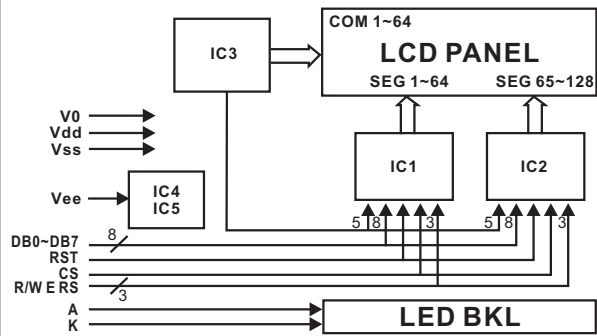 COM 1~64
IC3
LCD PANEL
SEG 1~64 SEG 65~128
V0
Vdd
Vss
IC1
IC2
Vee
IC4
IC5
5 8 3 5 8 3
DB0~DB7 8
RST
CS
R/W E RS 3
A
K
LED BKL